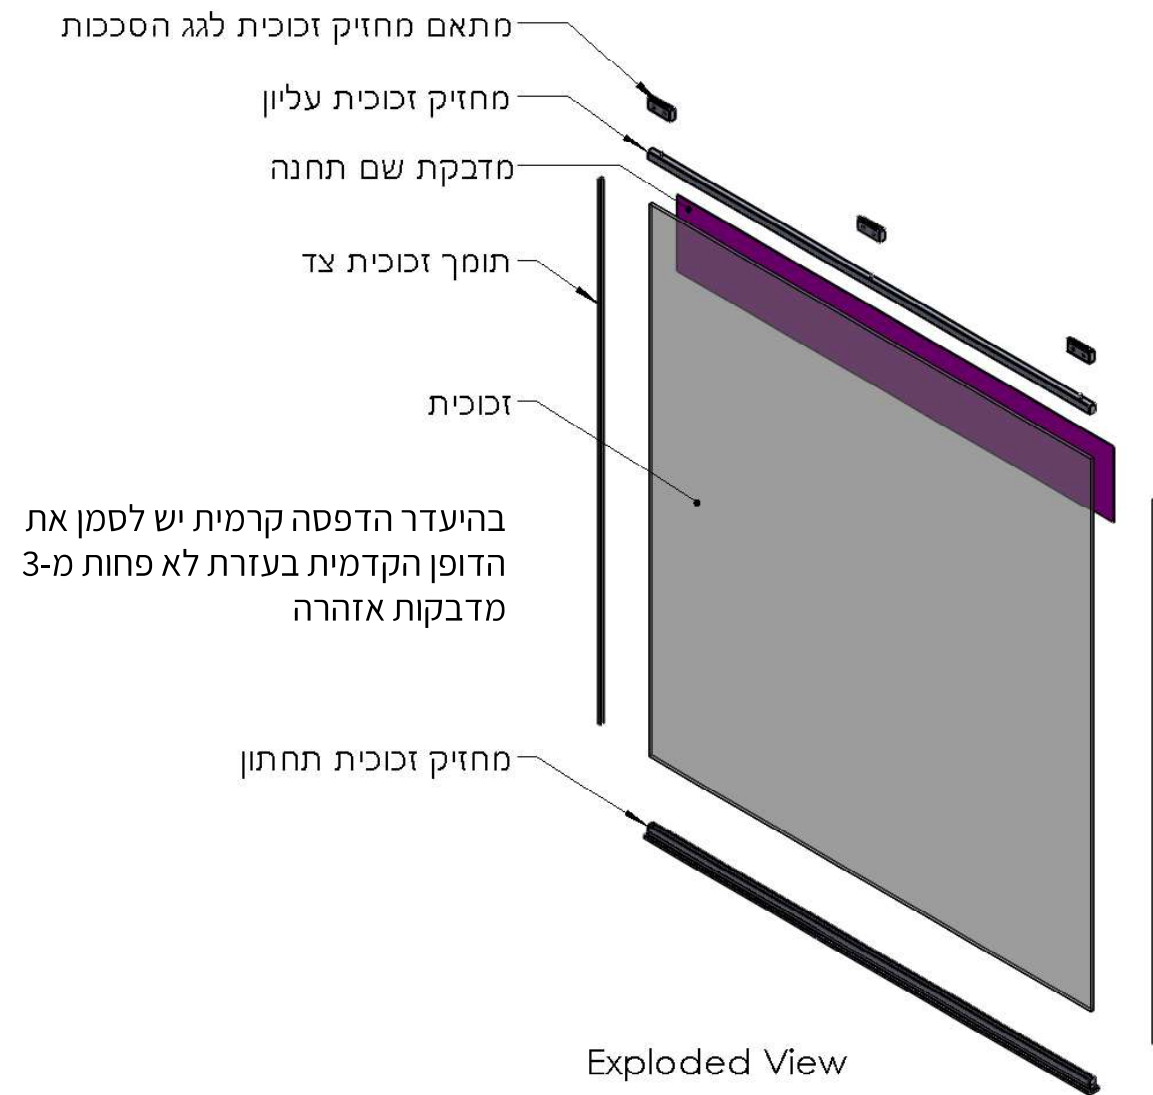 מתאם מחזיק זכוכית לגג הסככות
מחזיק זכוכית עליון
מדבקת שם תחנה
תומך זכוכית צד
זכוכית
בהיעדר הדפסה קרמית יש לסמן את
הדופן הקדמית בעזרת לא פחות מ-3
מדבקות אזהרה
מחזיק זכוכית תחתון
Exploded View